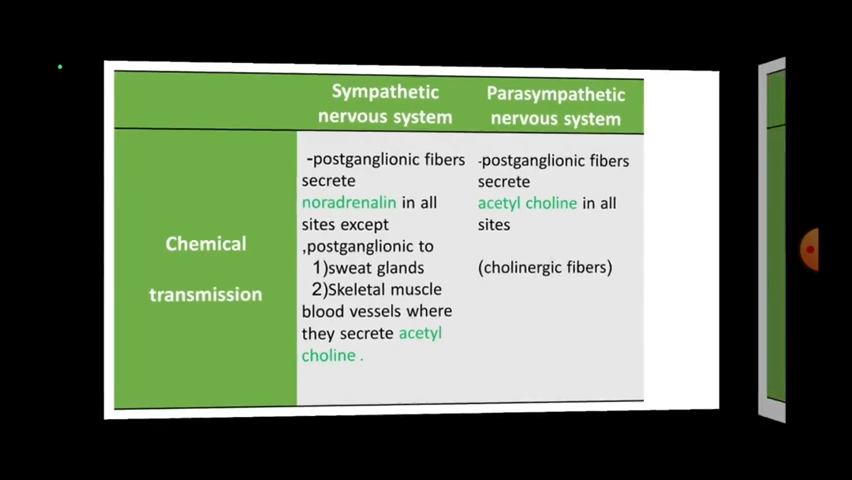 Sympathetic
nervous system
Parasympathetic
nervous system
Chemical
transmission
-postganglionic fibers
secrete
noradrenalin in all
sites except
,postganglionic to
1)sweat glands
2)Skeletal muscle
blood vessels where
they secrete acetyl
choline .
-postganglionic fibers
secrete
acetyl choline in all
sites
(cholinergic fibers)